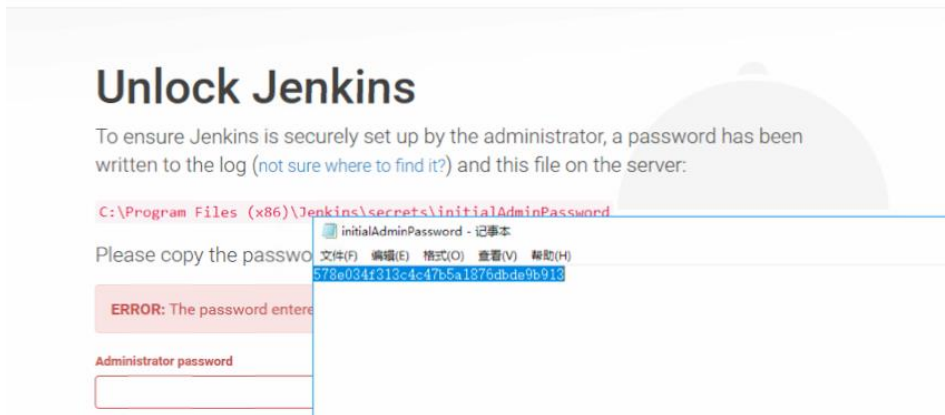 Unlock Jenkins
To ensure Jenkins is securely set up by the administrator, a password has been
written to the log (not sure where to find it?) and this file on the server:
C:\Program Files (x86)\Jenkins\secrets\initialAdminPassword
initialAdminPassword - 记事本
Please copy the passwo
文件(F) 编辑(E) 格式(O) 查看(V) 帮助(H)
578e034f313c4c47b5a1876dbde9b913
ERROR: The password entere
Administrator password